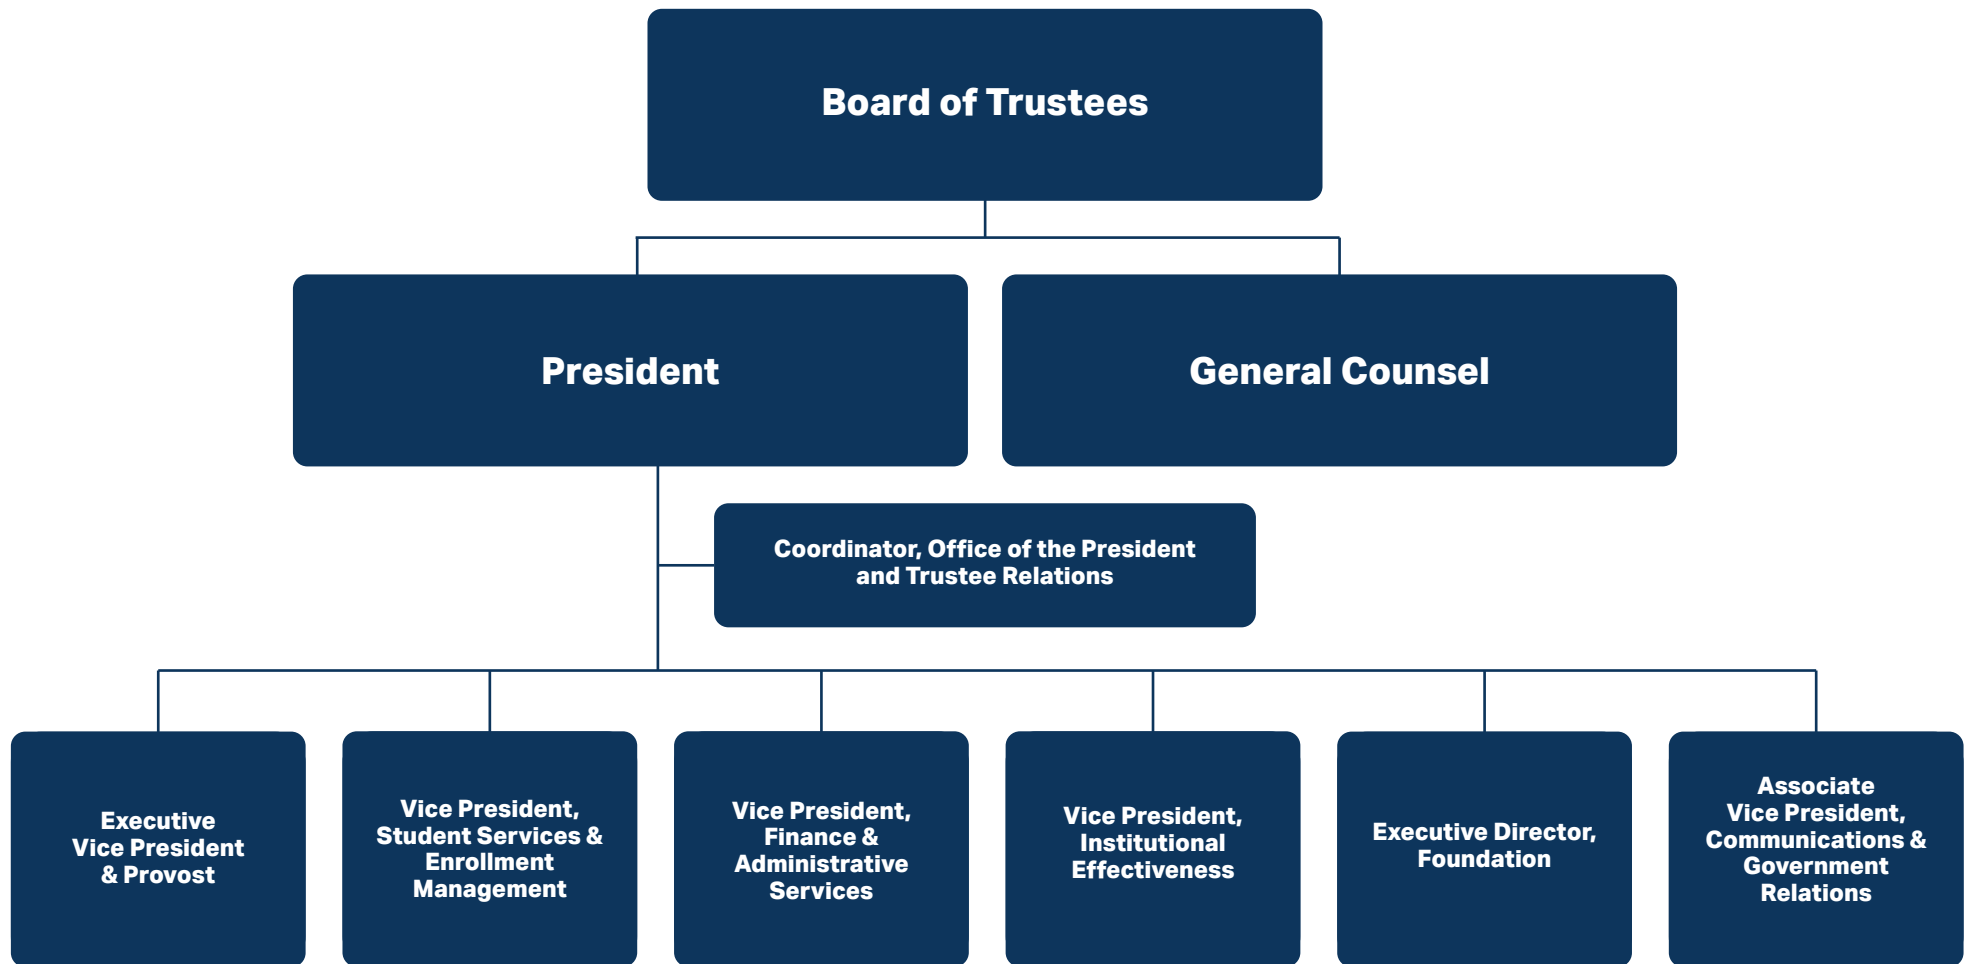 Board of Trustees
President
General Counsel
Coordinator, Office of the President
and Trustee Relations
Executive
Vice President
& Provost
Vice President,
Student Services &
Enrollment
Management
Vice President,
Finance &
Administrative
Services
Vice President,
Institutional
Effectiveness
Executive Director,
Foundation
Associate
Vice President,
Communications &
Government
Relations